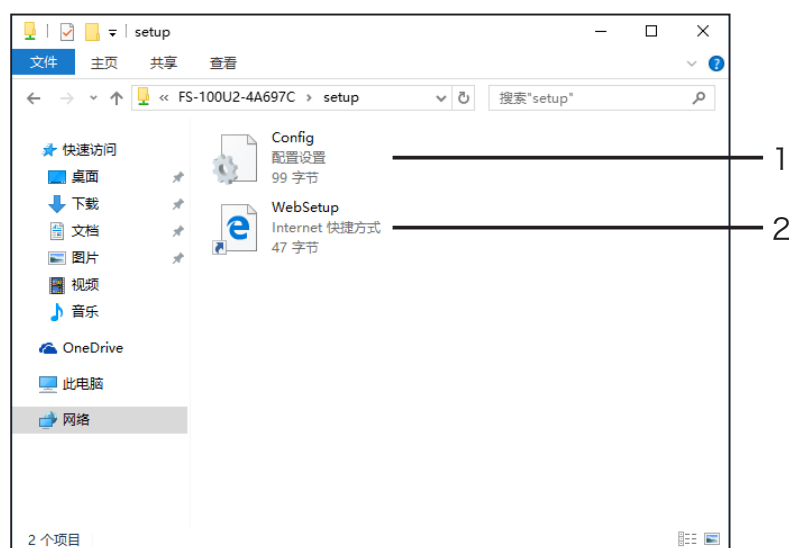 setup
文件 主页 共享 查看
« FS-100U2-4A697C › setup 搜索"setup"
快速访问
桌面
下载
文档
图片
视频
音乐
OneDrive
此电脑
网络
Config
配置设置
99 字节
1
WebSetup
Internet 快捷方式
47 字节
2
2 个项目